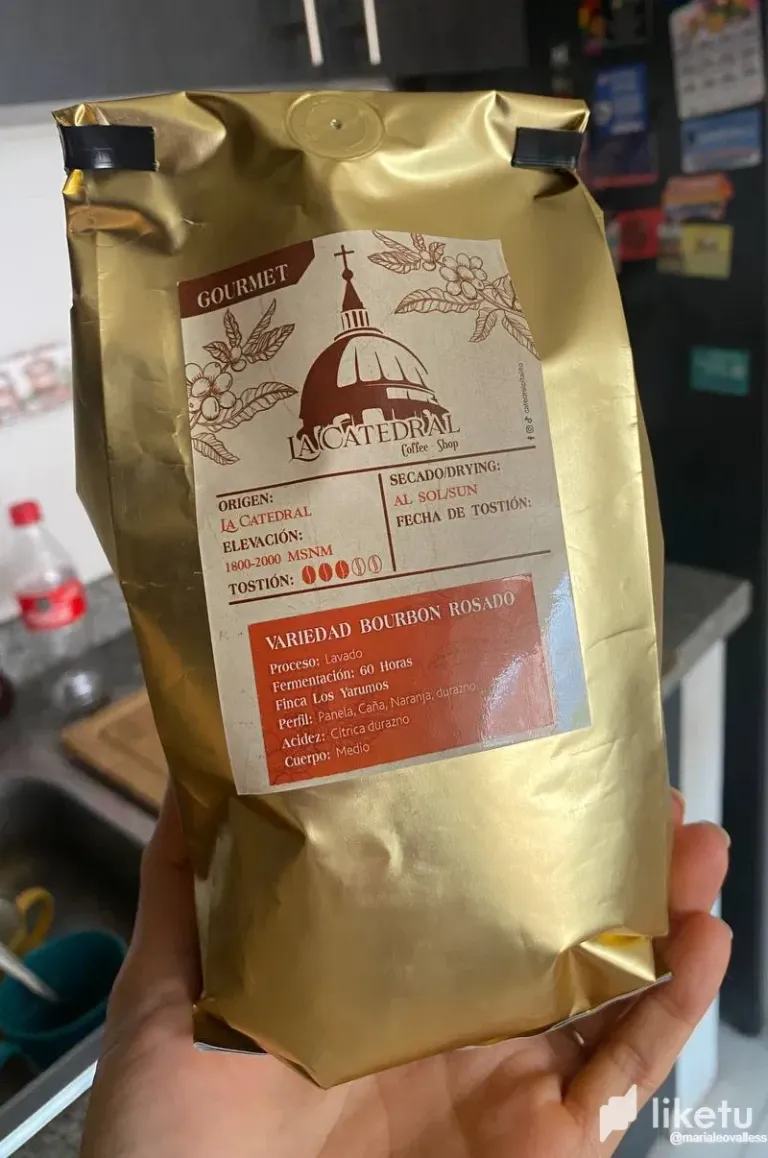 GOURMET
LA CATEDRAL
Coffee - Shop
ORIGEN:
LA CATEDRAL
ELEVACIÓN:
1800-2000 MSNM
TOSTIÓN:
SECADO/DRYING:
AL SOL/SUN
FECHA DE TOSTIÓN:
VARIEDAD BOURBON ROSADO
Proceso: Lavado
Fermentación: 60 Horas
Finca Los Yarumos
Perfil: Panela, Caña, Naranja, durazno
Acidez: Cítrica durazno
Cuerpo: Medio
liketu
@marialeovalless